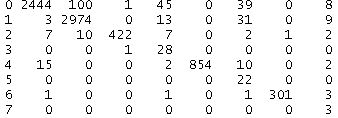 0 2444 100 1 45 0 39 0 8
1 3 2974 0 13 0 31 0 9
2 7 10 422 7 0 2 1 2
3 0 0 1 28 0 0 0 0
4 15 0 0 2 854 10 0 2
5 0 0 0 0 0 22 0 0
6 1 0 0 1 0 1 301 3
7 0 0 0 0 0 0 0 3